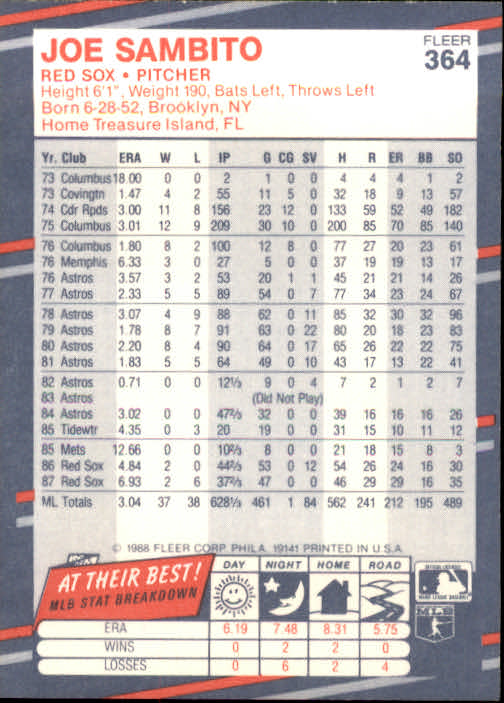 JOE SAMBITO
FLEER
364
RED SOX • PITCHER
Height 6'1", Weight 190, Bats Left, Throws Left
Born 6-28-52, Brooklyn, NY
Home Treasure Island, FL
Yr. Club ERA W L IP G CG SV H R ER BB SO
73 Columbus 18.00 0 0 2 1 0 0 4 4 4 1 2
73 Covingtn 1.47 4 2 55 11 5 0 32 18 9 13 57
74 Cdr Rpds 3.00 11 8 156 23 12 0 133 59 52 49 182
75 Columbus 3.01 12 9 209 30 10 0 200 85 70 85 140
76 Columbus 1.80 8 2 100 12 8 0 77 27 20 23 61
76 Memphis 6.33 3 0 27 5 0 0 37 19 19 13 17
76 Astros 3.57 3 2 53 20 1 1 45 21 21 14 26
77 Astros 2.33 5 5 89 54 0 7 77 34 23 24 67
78 Astros 3.07 4 9 88 62 0 11 85 32 30 32 96
79 Astros 1.78 8 7 91 63 0 22 80 20 18 23 83
80 Astros 2.20 8 4 90 64 0 17 65 26 22 22 75
81 Astros 1.83 5 5 64 49 0 10 43 17 13 22 41
82 Astros 0.71 0 0 12⅓ 9 0 4 7 2 1 2 7
83 Astros (Did Not Play)
84 Astros 3.02 0 0 47⅔ 32 0 0 39 16 16 16 26
85 Tidewtr 4.35 0 3 20 19 0 0 31 15 10 11 12
85 Mets 12.66 0 0 10⅔ 8 0 0 21 18 15 8 3
86 Red Sox 4.84 2 0 44⅔ 53 0 12 54 26 24 16 30
87 Red Sox 6.93 2 6 37⅔ 47 0 0 46 29 29 16 35
ML Totals 3.04 37 38 628⅓ 461 1 84 562 241 212 195 489
© 1988 FLEER CORP. PHILA. 19141 PRINTED IN U.S.A.
AT THEIR BEST!
MLB STAT BREAKDOWN
DAY NIGHT HOME ROAD
ERA 6.19 7.48 8.31 5.75
WINS 0 2 2 0
LOSSES 0 6 2 4
MLB